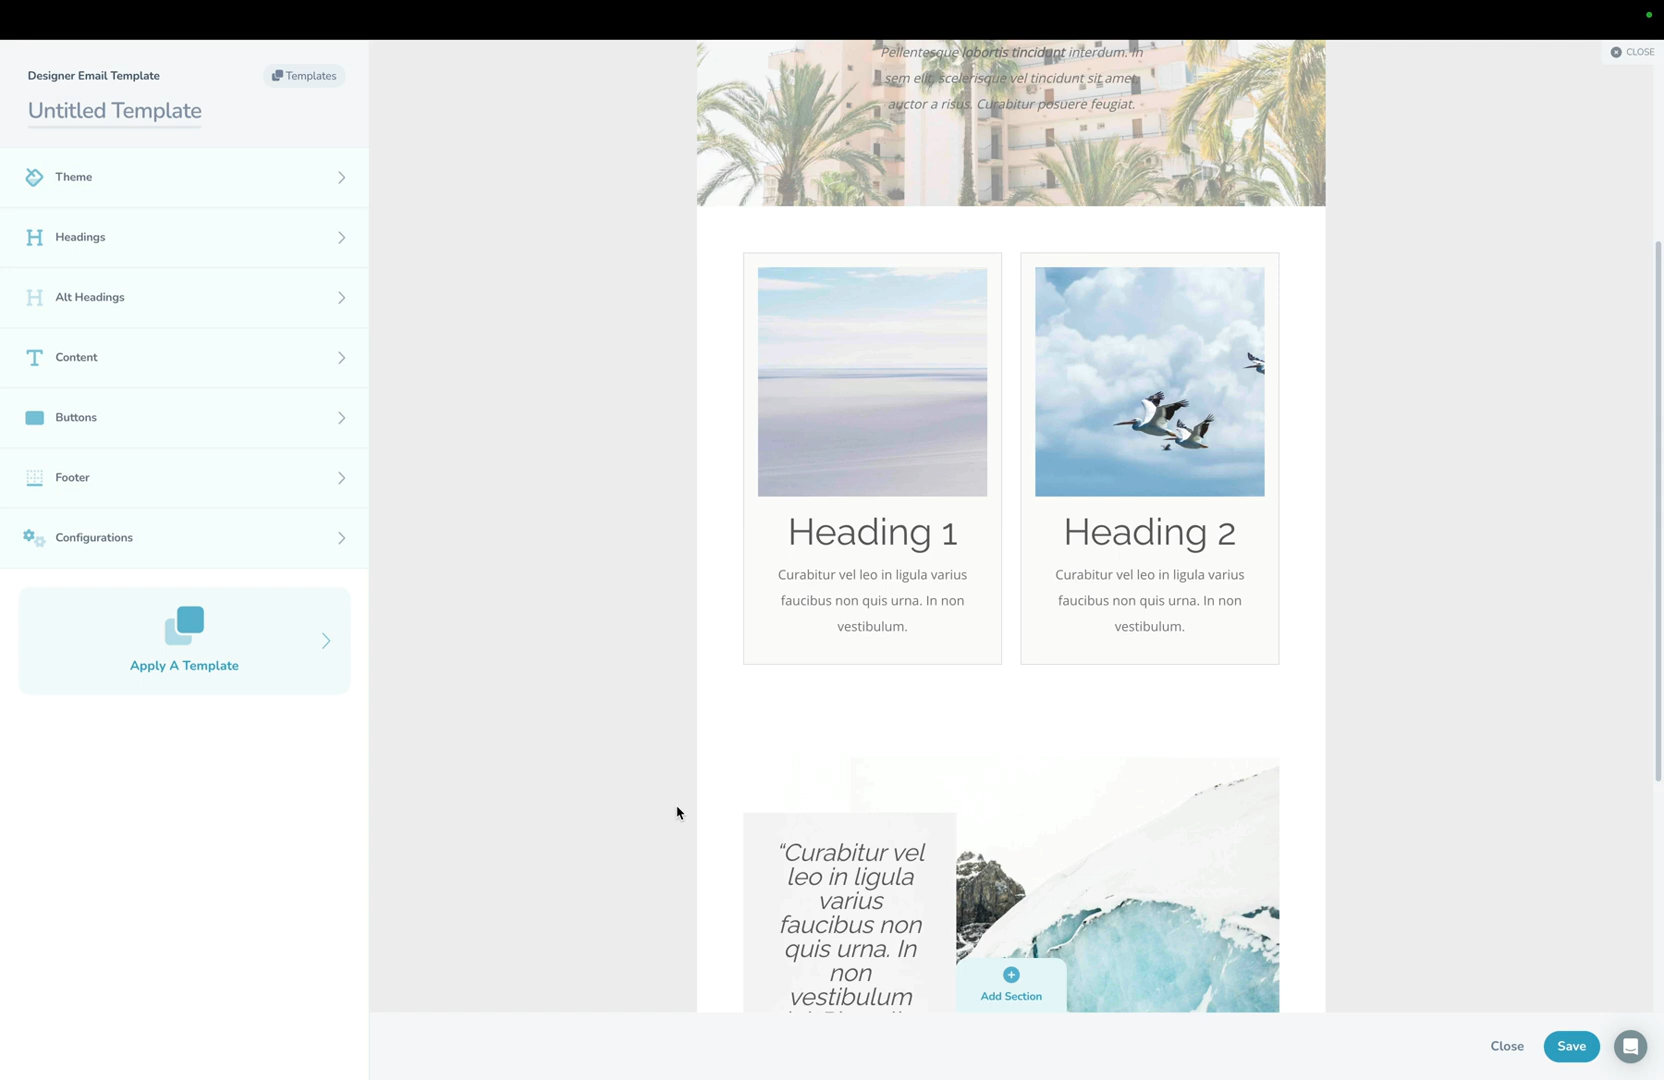 Designer Email Template
Templates
Untitled Template
Theme
Headings
Alt Headings
Content
Buttons
Footer
Configurations
Apply A Template
CLOSE
Pellentesque lobortis tincidunt interdum. In
sem elit, scelerisque vel tincidunt sit amet,
auctor a risus. Curabitur posuere feugiat.
Heading 1
Curabitur vel leo in ligula varius
faucibus non quis urna. In non
vestibulum.
Heading 2
Curabitur vel leo in ligula varius
faucibus non quis urna. In non
vestibulum.
“Curabitur vel
leo in ligula
varius
faucibus non
quis urna. In
non
vestibulum
Add Section
Close
Save